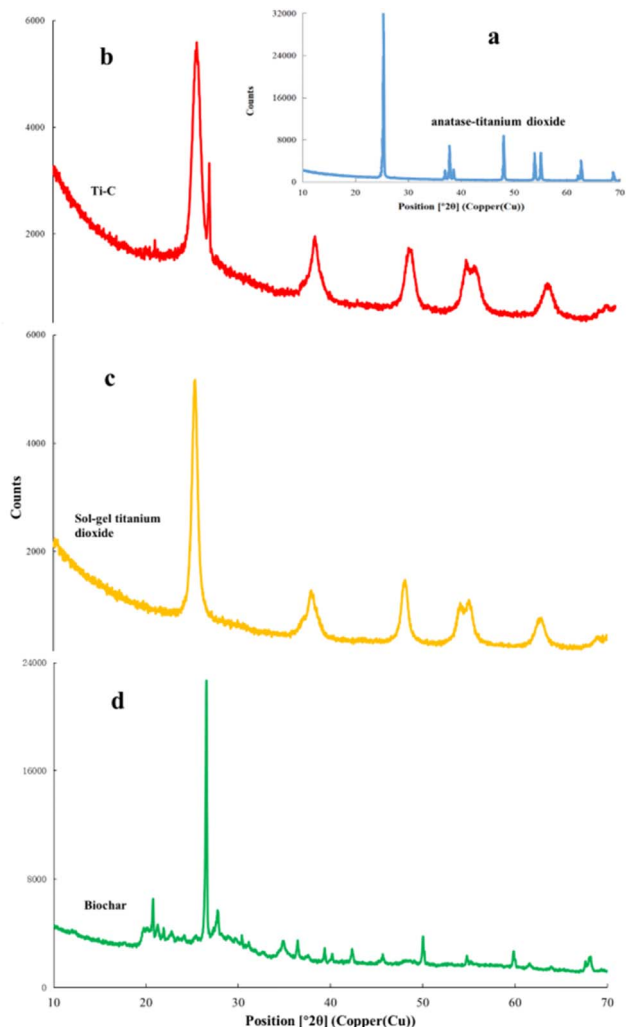 6000
b
4000
Ti-C
2000
32000
a
24000
Counts
16000
anatase-titanium dioxide
8000
0
10 20 30 40 50 60 70
Position [°2θ] (Copper(Cu)
6000
c
4000
Counts
Sol-gel titanium
dioxide
2000
24000
d
16000
8000
Biochar
0
10 20 30 40 50 60 70
Position [°2θ] (Copper(Cu)